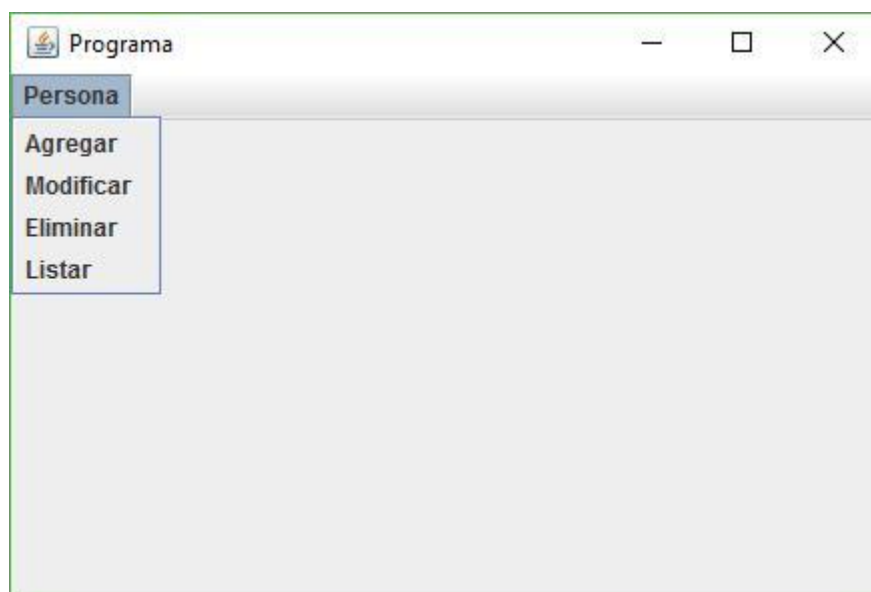 Programa
Persona
Agregar
Modificar
Eliminar
Listar